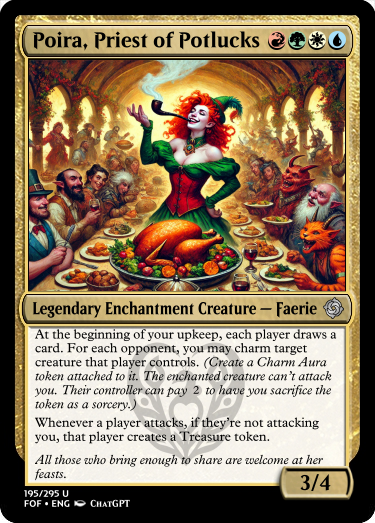 Poira, Priest of Potlucks
Legendary Enchantment Creature — Faerie
At the beginning of your upkeep, each player draws a
card. For each opponent, you may charm target
creature that player controls. (Create a Charm Aura
token attached to it. The enchanted creature can't attack
you. Their controller can pay 2 to have you sacrifice the
token as a sorcery.)
Whenever a player attacks, if they're not attacking
you, that player creates a Treasure token.
All those who bring enough to share are welcome at her
feasts.
3/4
195/295 U
FOF • ENG ChatGPT